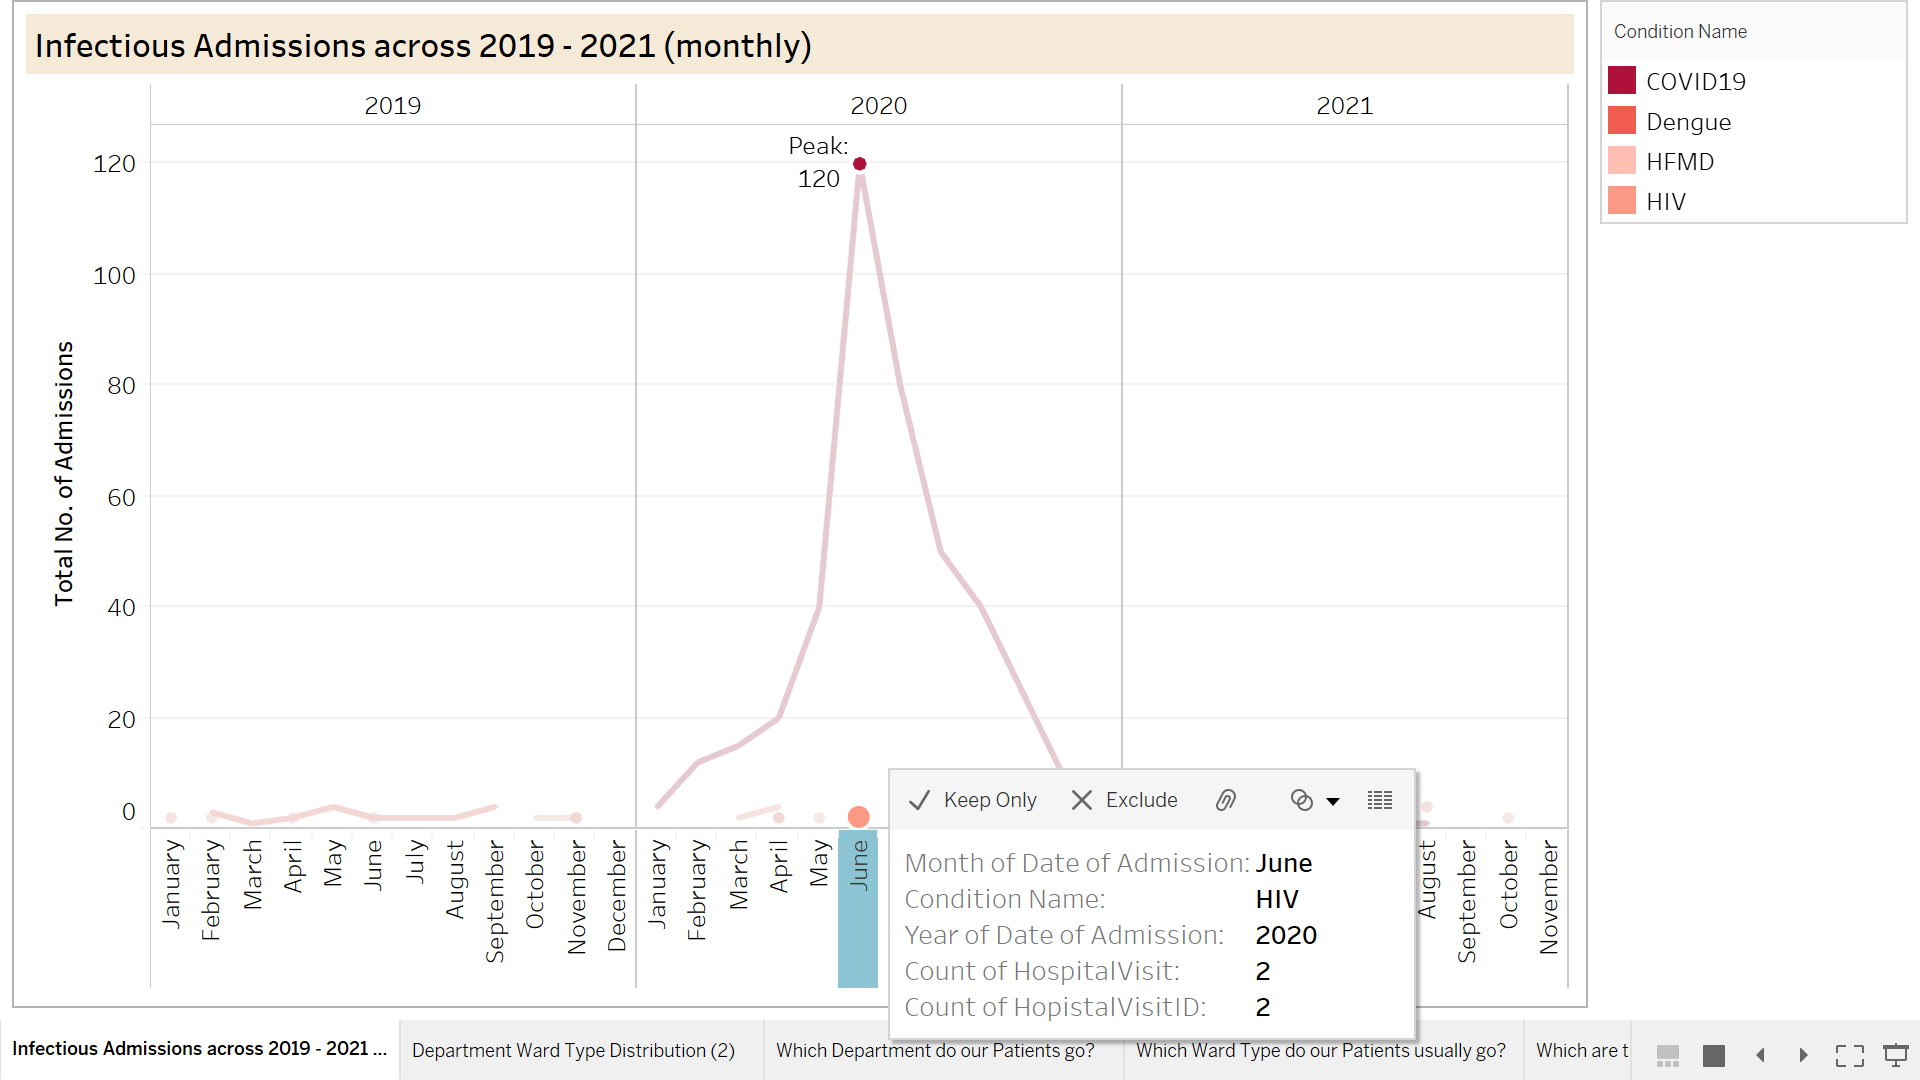 Infectious Admissions across 2019 - 2021 (monthly)
Condition Name
COVID19
Dengue
HFMD
HIV
2019
2020
2021
Peak:
120
120
100
80
60
40
20
0
Total No. of Admissions
January
February
March
April
May
June
July
August
September
October
November
December
January
February
March
April
May
June
August
September
October
November
Keep Only
Exclude
Month of Date of Admission: June
Condition Name: HIV
Year of Date of Admission: 2020
Count of HospitalVisit: 2
Count of HopistalVisitID: 2
Infectious Admissions across 2019 - 2021 ...
Department Ward Type Distribution (2)
Which Department do our Patients go?
Which Ward Type do our Patients usually go?
Which are t